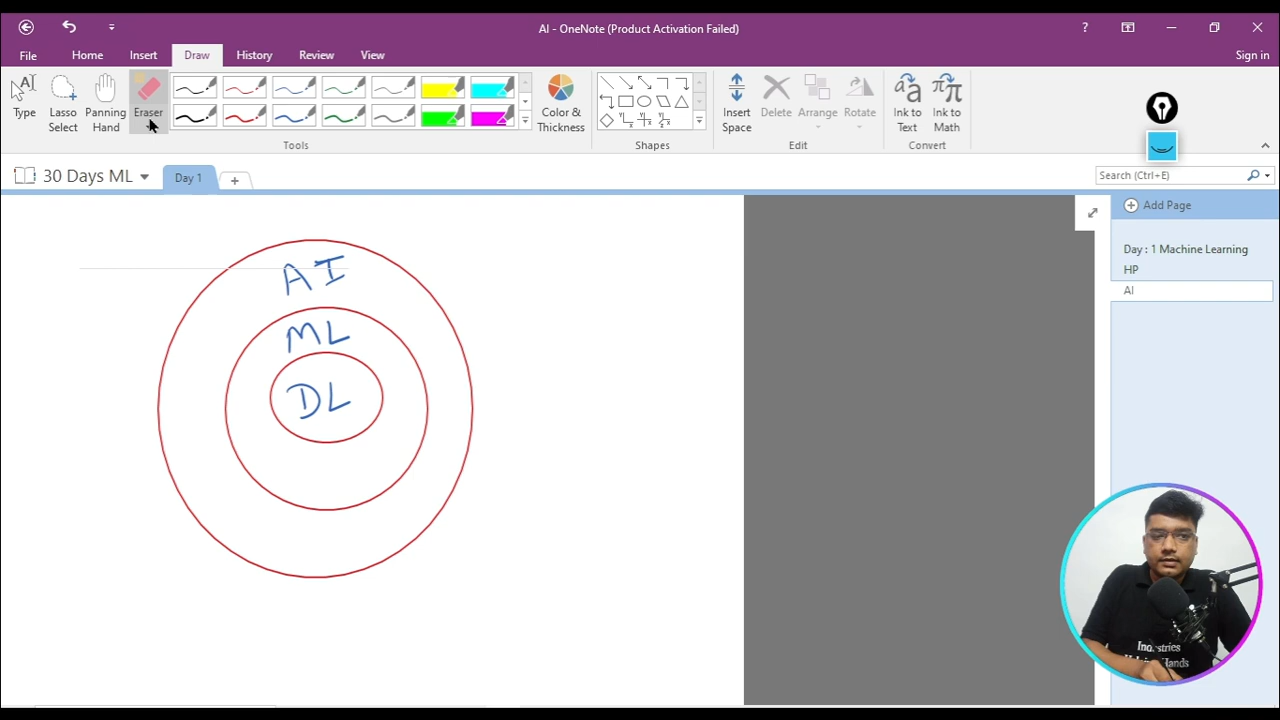 AI - OneNote (Product Activation Failed)
?
File Home Insert Draw History Review View
Sign in
Type
Lasso Select
Panning Hand
Eraser
Color & Thickness
Insert Space
Delete
Arrange
Rotate
Ink to Text
Ink to Math
Tools
Shapes
Edit
Convert
30 Days ML
Day 1
Search (Ctrl+E)
Add Page
Day : 1 Machine Learning
HP
AI
AI
ML
DL
Hands